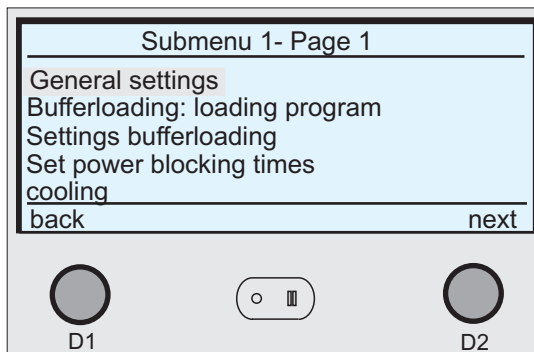 Submenu 1- Page 1
General settings
Bufferloading: loading program
Settings bufferloading
Set power blocking times
cooling
back next
D1 D2